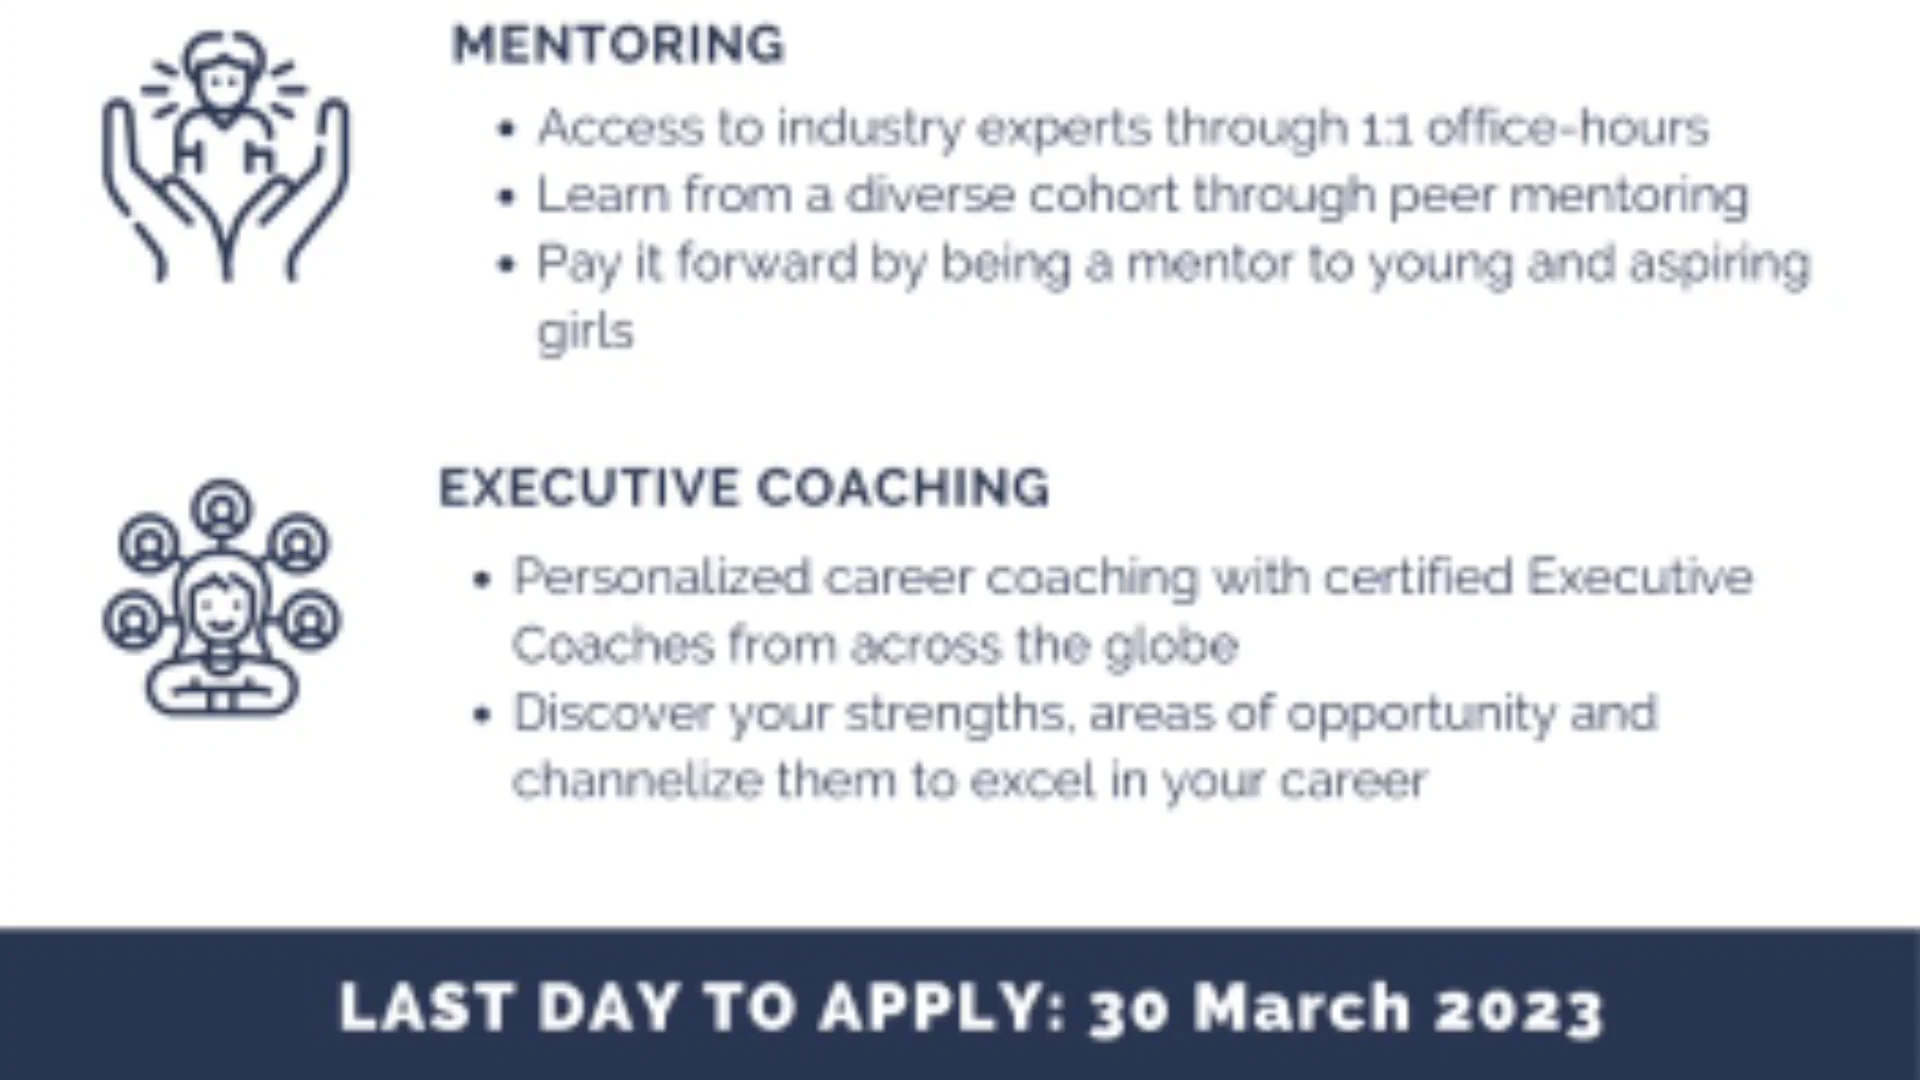 MENTORING
• Access to industry experts through 1:1 office-hours
• Learn from a diverse cohort through peer mentoring
• Pay it forward by being a mentor to young and aspiring
girls
EXECUTIVE COACHING
• Personalized career coaching with certified Executive
Coaches from across the globe
• Discover your strengths, areas of opportunity and
channelize them to excel in your career
LAST DAY TO APPLY: 30 March 2023